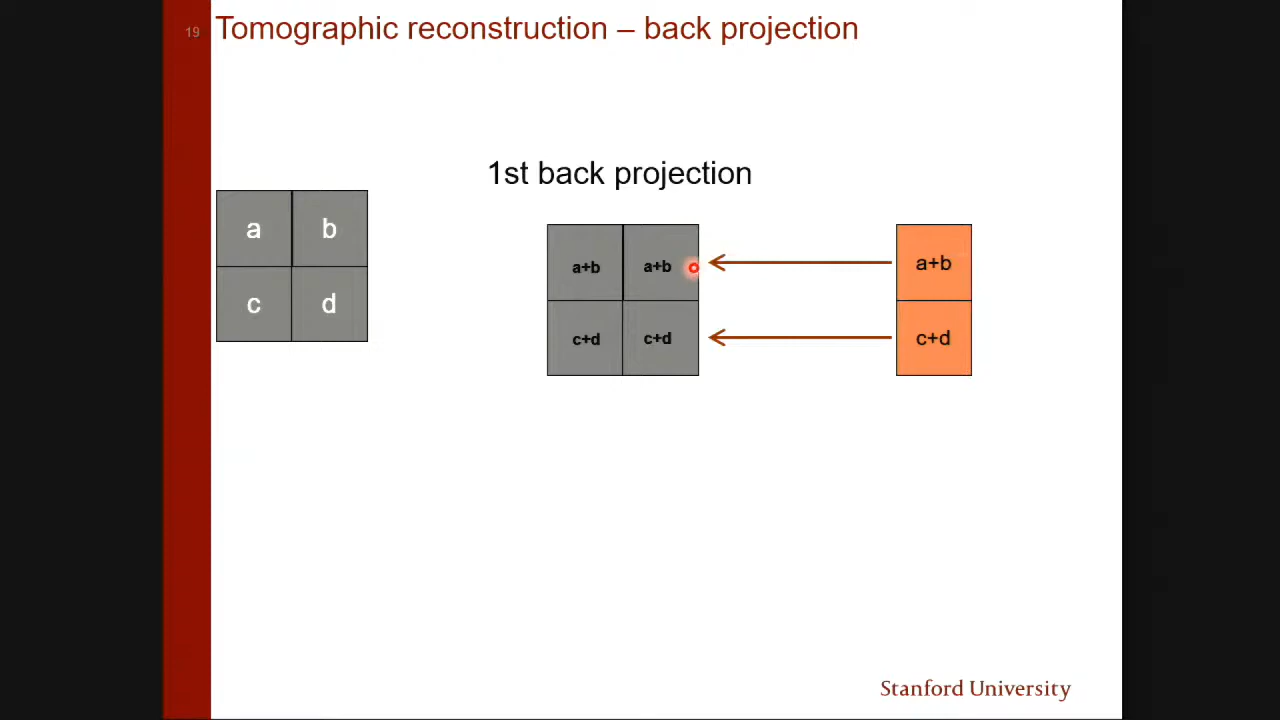 19 Tomographic reconstruction – back projection
1st back projection
a b
c d
a+b a+b
c+d c+d
a+b
c+d
Stanford University